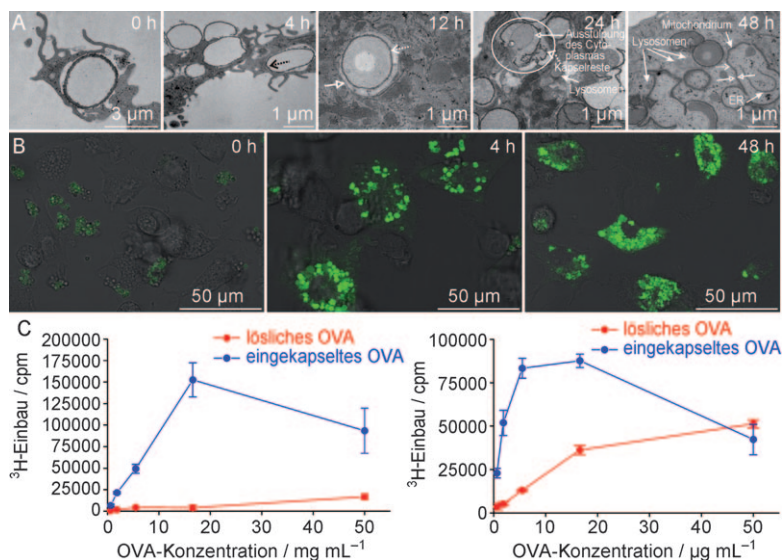 A
0 h
3 µm
4 h
1 µm
12 h
1 µm
24 h
Ausstülpung
des Cyto-
plasmas
Kapselreste
Lysosomen
1 µm
48 h
Mitochondrium
Lysosomen
ER
1 µm
B
0 h
50 µm
4 h
50 µm
48 h
50 µm
C
200000
175000
150000
125000
100000
75000
50000
25000
0
³H-Einbau / cpm
lösliches OVA
eingekapseltes OVA
0 10 20 30 40 50
OVA-Konzentration / mg mL⁻¹
100000
75000
50000
25000
0
³H-Einbau / cpm
lösliches OVA
eingekapseltes OVA
0 10 20 30 40 50
OVA-Konzentration / µg mL⁻¹